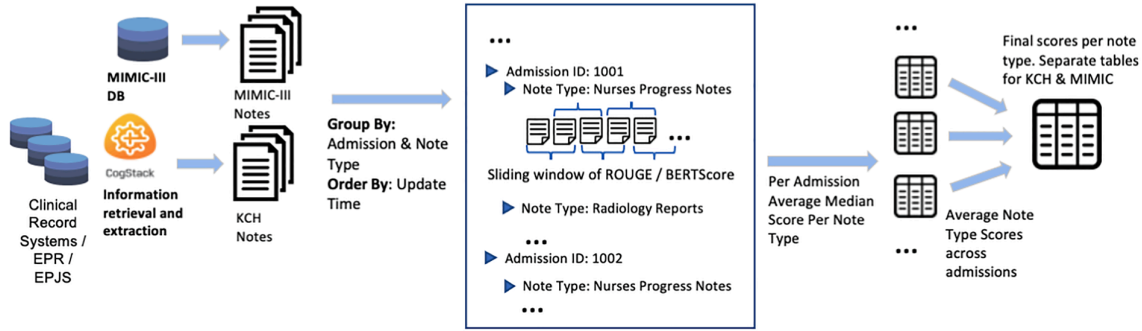 MIMIC-III
DB
MIMIC-III
Notes
CogStack
Information
retrieval and
extraction
Clinical
Record
Systems /
EPR /
EPJS
KCH
Notes
Group By:
Admission & Note
Type
Order By: Update
Time
...
Admission ID: 1001
Note Type: Nurses Progress Notes
...
Sliding window of ROUGE / BERTScore
Note Type: Radiology Reports
...
Admission ID: 1002
Note Type: Nurses Progress Notes
...
Per Admission
Average Median
Score Per Note
Type
...
...
Average Note
Type Scores
across
admissions
Final scores per note
type. Separate tables
for KCH & MIMIC